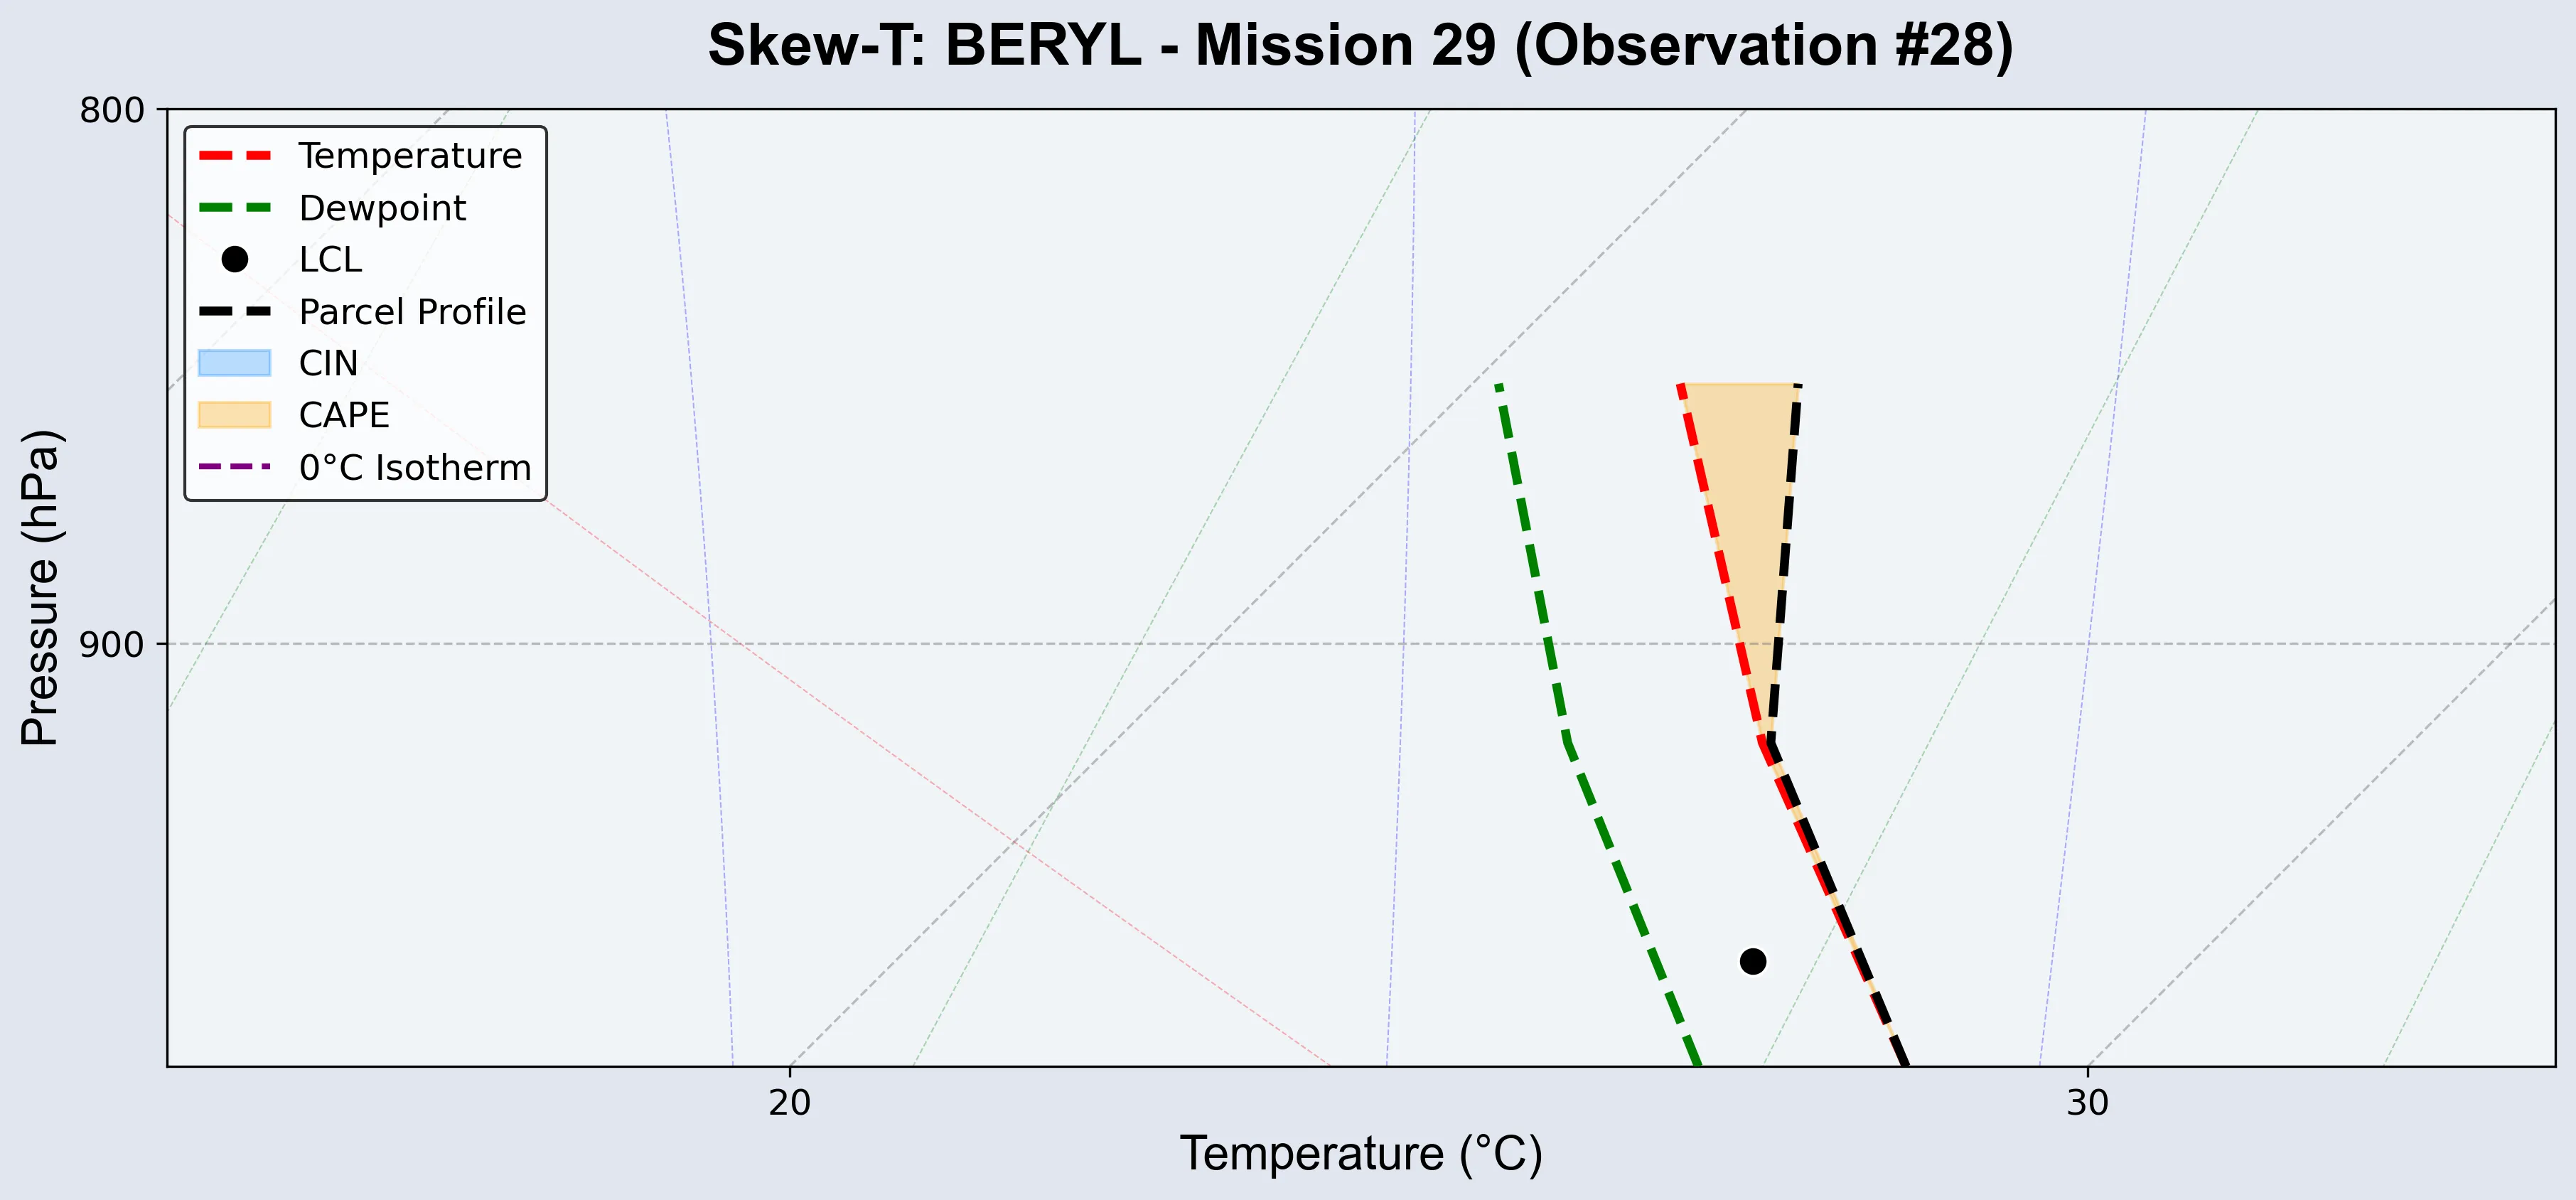 Skew-T: BERYL - Mission 29 (Observation #28)
800
Temperature
Dewpoint
LCL
Parcel Profile
CIN
CAPE
0°C Isotherm
Pressure (hPa)
900
20
30
Temperature (°C)